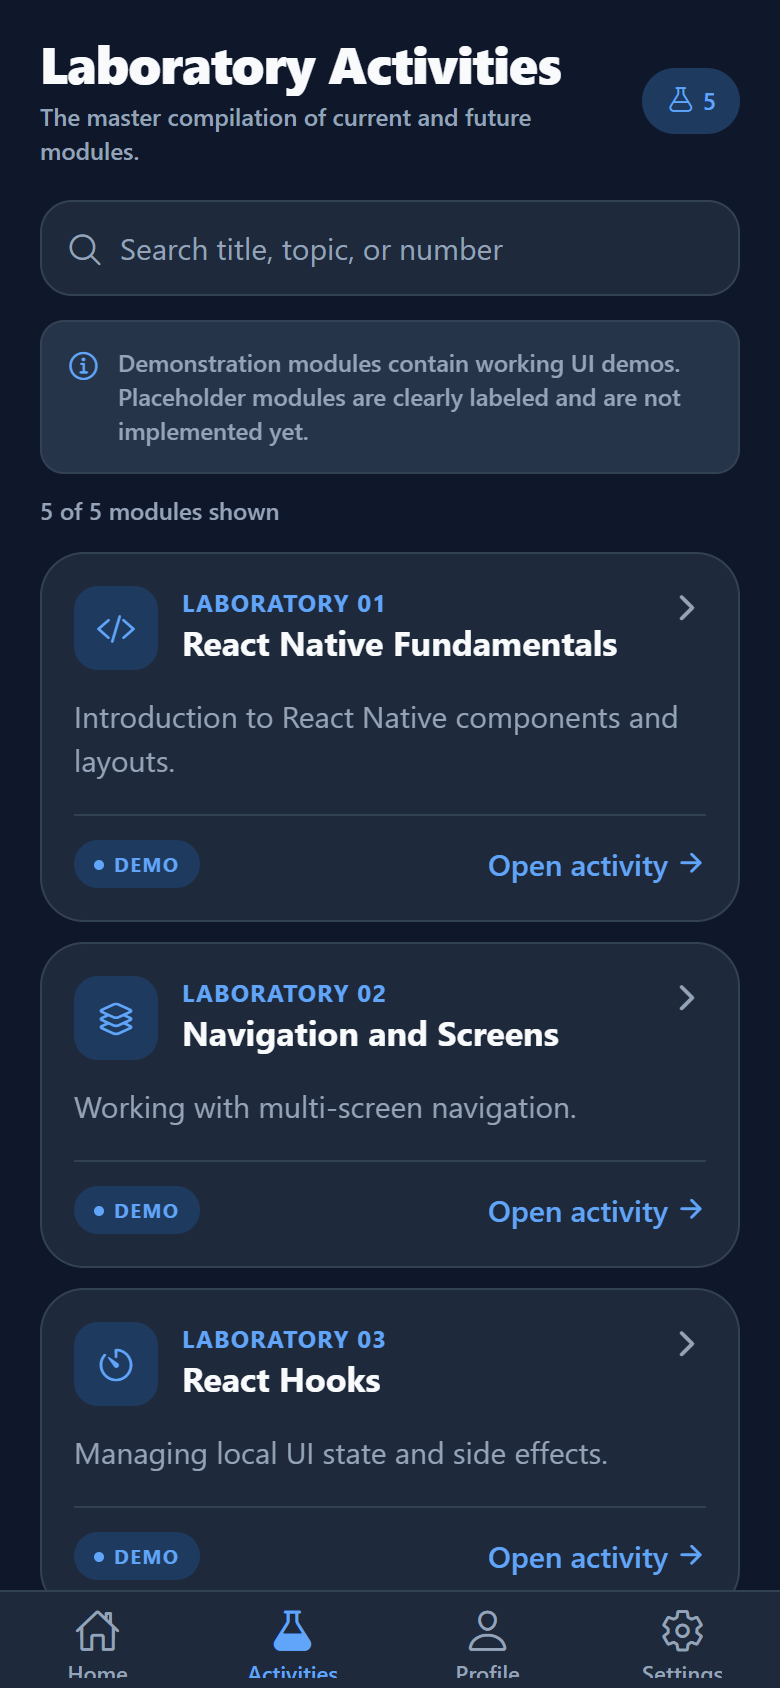 Laboratory Activities
The master compilation of current and future
modules.
5
Search title, topic, or number
Demonstration modules contain working UI demos.
Placeholder modules are clearly labeled and are not
implemented yet.
5 of 5 modules shown
LABORATORY 01
React Native Fundamentals
Introduction to React Native components and
layouts.
DEMO
Open activity
LABORATORY 02
Navigation and Screens
Working with multi-screen navigation.
DEMO
Open activity
LABORATORY 03
React Hooks
Managing local UI state and side effects.
DEMO
Open activity
Home
Activities
Profile
Settings